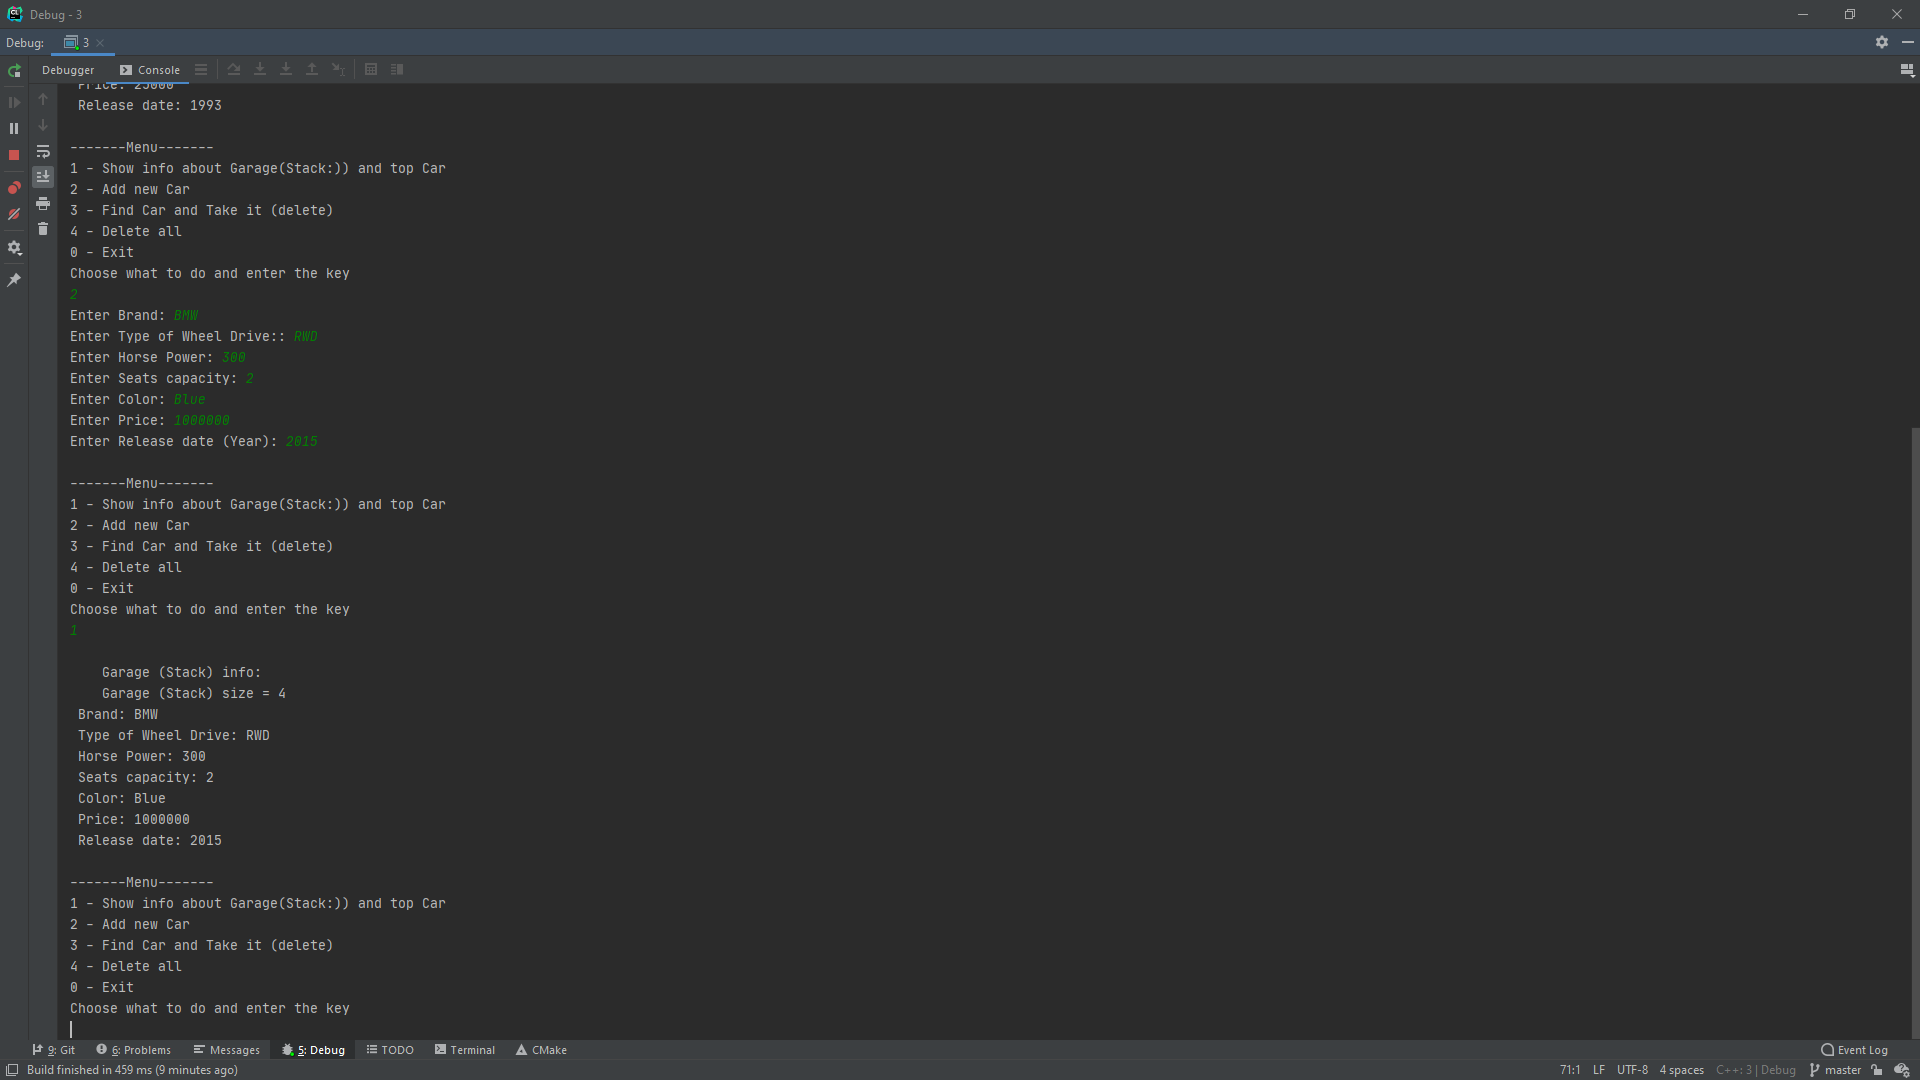 Debug - 3
Debug: 3
Debugger Console
Price: 25000
Release date: 1993
-------Menu-------
1 - Show info about Garage(Stack:)) and top Car
2 - Add new Car
3 - Find Car and Take it (delete)
4 - Delete all
0 - Exit
Choose what to do and enter the key
2
Enter Brand: BMW
Enter Type of Wheel Drive:: RWD
Enter Horse Power: 300
Enter Seats capacity: 2
Enter Color: Blue
Enter Price: 1000000
Enter Release date (Year): 2015
-------Menu-------
1 - Show info about Garage(Stack:)) and top Car
2 - Add new Car
3 - Find Car and Take it (delete)
4 - Delete all
0 - Exit
Choose what to do and enter the key
1
Garage (Stack) info:
Garage (Stack) size = 4
Brand: BMW
Type of Wheel Drive: RWD
Horse Power: 300
Seats capacity: 2
Color: Blue
Price: 1000000
Release date: 2015
-------Menu-------
1 - Show info about Garage(Stack:)) and top Car
2 - Add new Car
3 - Find Car and Take it (delete)
4 - Delete all
0 - Exit
Choose what to do and enter the key
9: Git 6: Problems Messages 5: Debug TODO Terminal CMake Event Log
Build finished in 459 ms (9 minutes ago) 71:1 LF UTF-8 4 spaces C++: 3 | Debug master